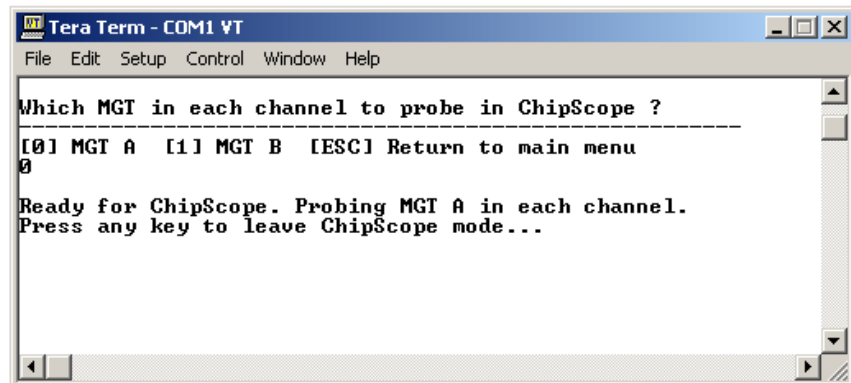 Tera Term - COM1 VT
File Edit Setup Control Window Help
Which MGT in each channel to probe in ChipScope ?
-------------------------------------------------------
[0] MGT A [1] MGT B [ESC] Return to main menu
0
Ready for ChipScope. Probing MGT A in each channel.
Press any key to leave ChipScope mode...